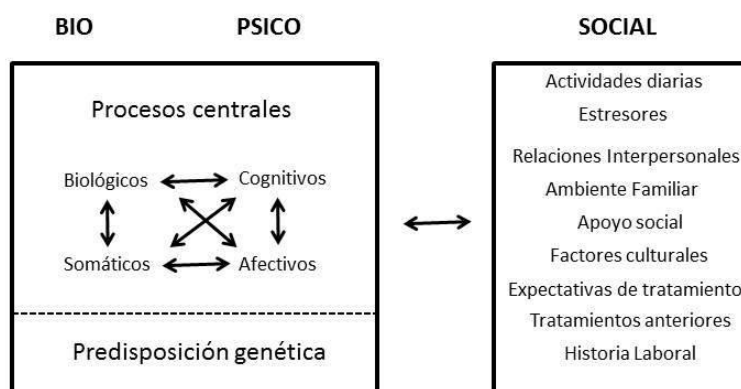 BIO PSICO SOCIAL
Procesos centrales
Biológicos Cognitivos
Somáticos Afectivos
Predisposición genética
Actividades diarias
Estresores
Relaciones Interpersonales
Ambiente Familiar
Apoyo social
Factores culturales
Expectativas de tratamiento
Tratamientos anteriores
Historia Laboral